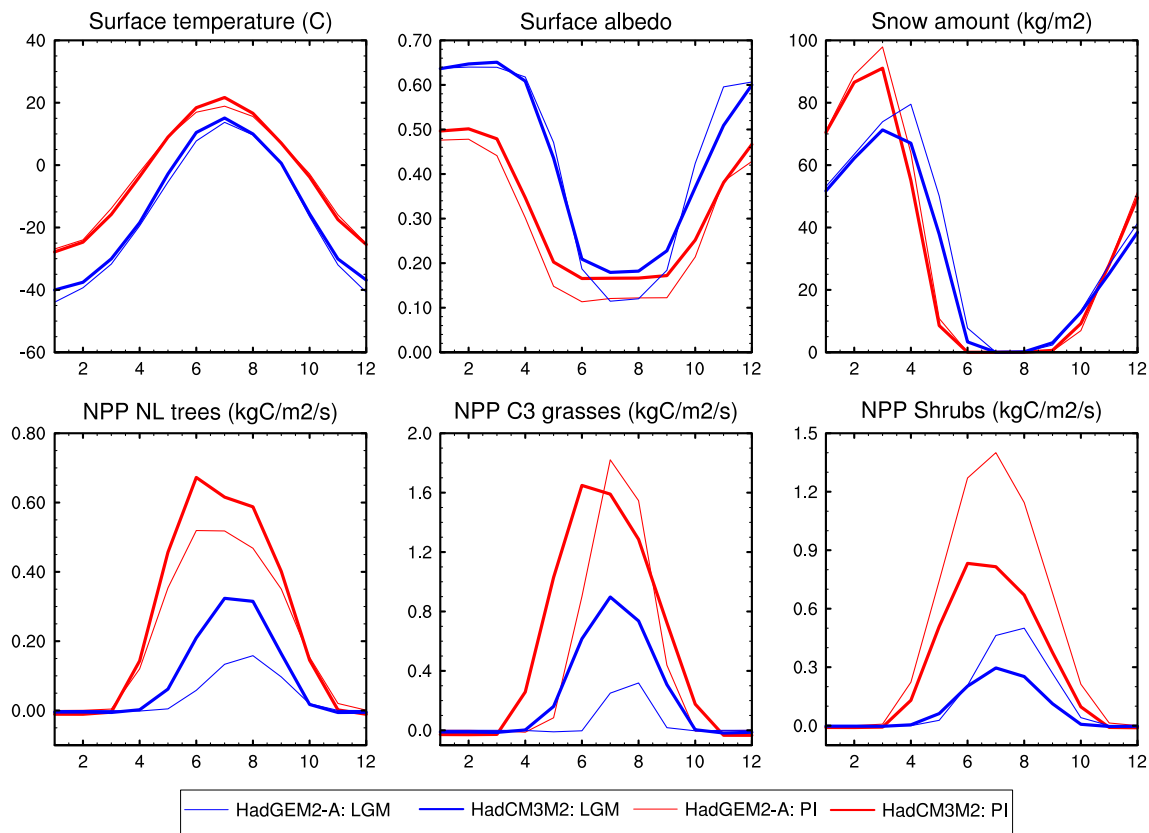 Surface temperature (C)
40
20
0
-20
-40
-60
2 4 6 8 10 12
Surface albedo
0.70
0.60
0.50
0.40
0.30
0.20
0.10
0.00
2 4 6 8 10 12
Snow amount (kg/m2)
100
80
60
40
20
0
2 4 6 8 10 12
NPP NL trees (kgC/m2/s)
0.80
0.60
0.40
0.20
0.00
2 4 6 8 10 12
NPP C3 grasses (kgC/m2/s)
2.0
1.6
1.2
0.8
0.4
0.0
2 4 6 8 10 12
NPP Shrubs (kgC/m2/s)
1.5
1.2
0.9
0.6
0.3
0.0
2 4 6 8 10 12
HadGEM2-A: LGM HadCM3M2: LGM HadGEM2-A: PI HadCM3M2: PI